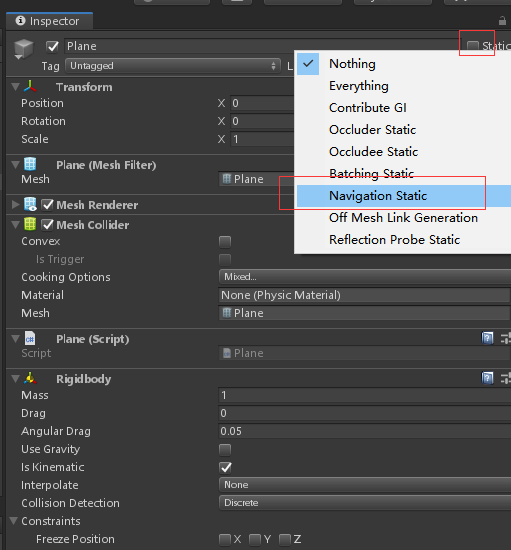 Inspector
Plane Static
Tag Untagged L
Nothing
Everything
Contribute GI
Occluder Static
Occludee Static
Batching Static
Navigation Static
Off Mesh Link Generation
Reflection Probe Static
Transform
Position X 0
Rotation X 0
Scale X 1
Plane (Mesh Filter)
Mesh Plane
Mesh Renderer
Mesh Collider
Convex
Is Trigger
Cooking Options Mixed...
Material None (Physic Material)
Mesh Plane
Plane (Script)
Script Plane
Rigidbody
Mass 1
Drag 0
Angular Drag 0.05
Use Gravity
Is Kinematic
Interpolate None
Collision Detection Discrete
Constraints
Freeze Position X Y Z